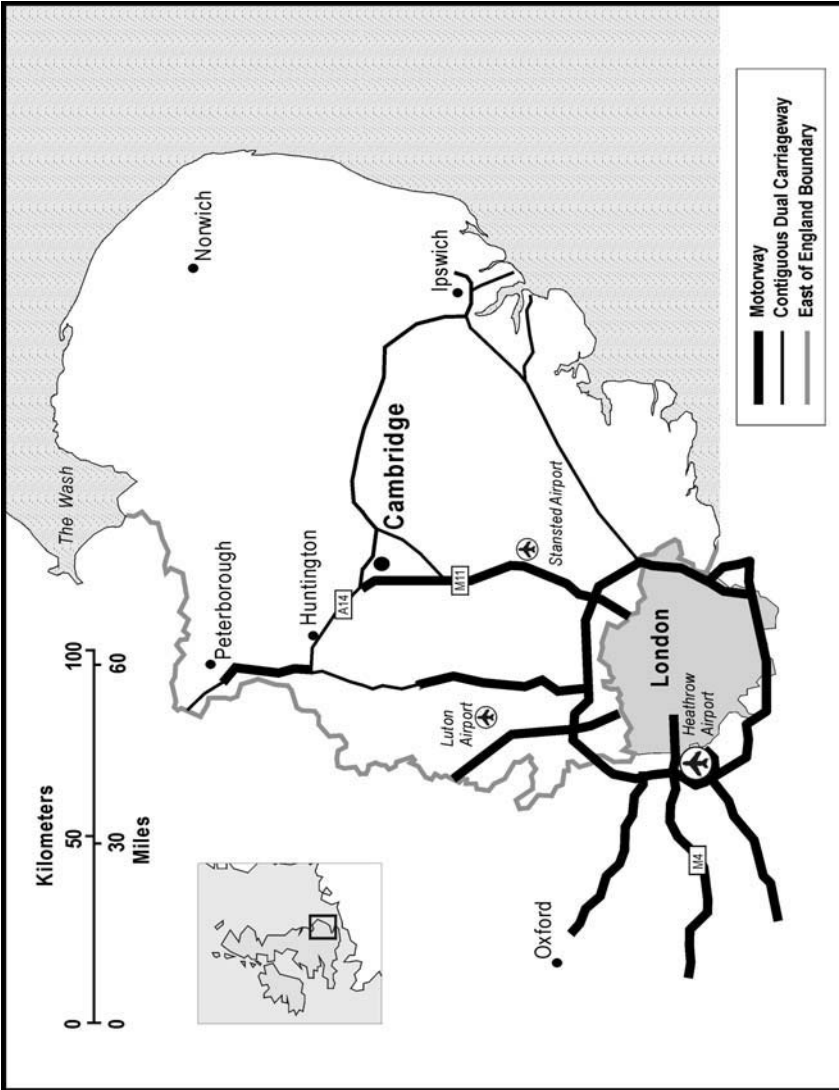 Kilometers
0 50 100
0 30 60
Miles
The Wash
Norwich
Peterborough
Huntington
A14
Cambridge
Ipswich
M11
Stansted Airport
Luton
Airport
Oxford
London
Heathrow
Airport
M4
Motorway
Contiguous Dual Carriageway
East of England Boundary